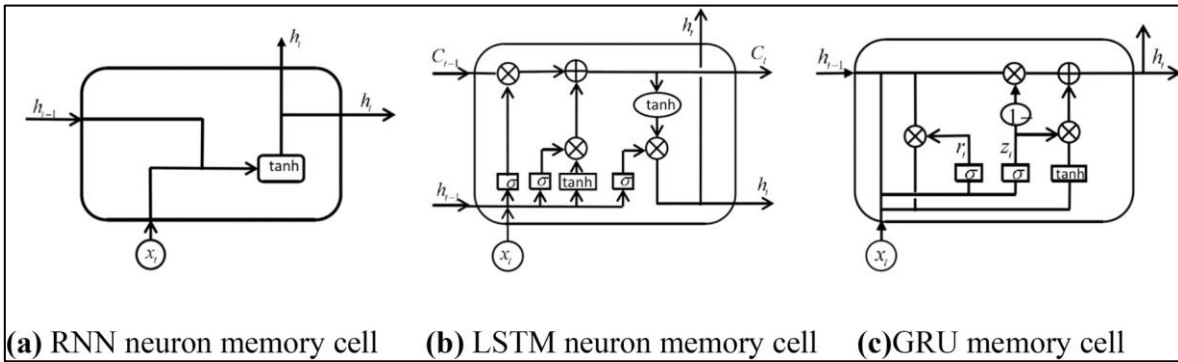 h_t
h_{t-1}
h_t
tanh
x_t
h_t
C_{t-1}
C_t
tanh
σ
σ
tanh
σ
h_{t-1}
h_t
x_t
h_{t-1}
h_t
1-
r_t
z_t
σ
σ
tanh
x_t
(a) RNN neuron memory cell (b) LSTM neuron memory cell (c)GRU memory cell